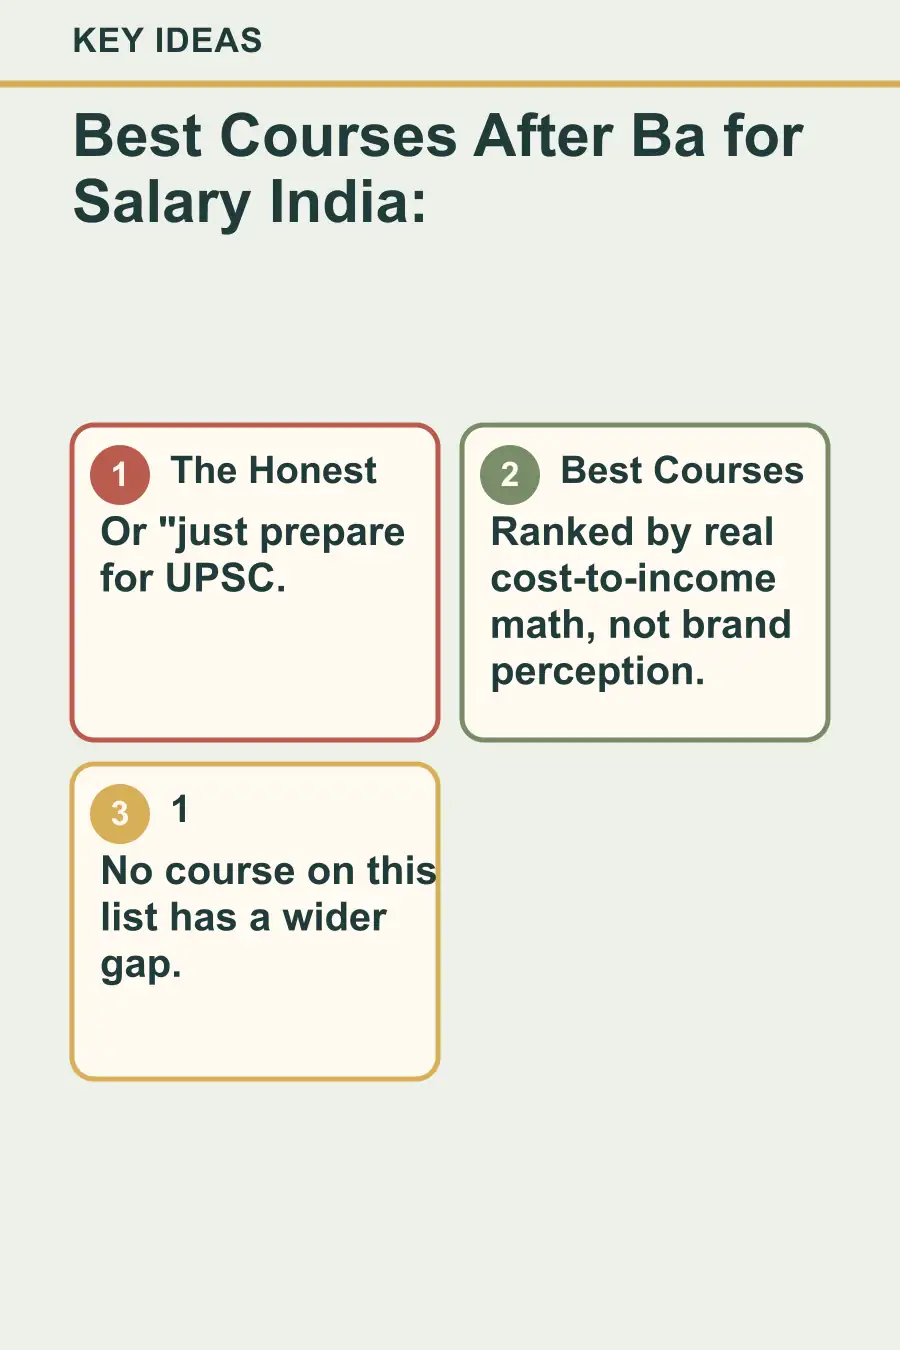 KEY IDEAS
Best Courses After Ba for
Salary India:
1 The Honest
Or "just prepare
for UPSC.
2 Best Courses
Ranked by real
cost-to-income
math, not brand
perception.
3 1
No course on this
list has a wider
gap.